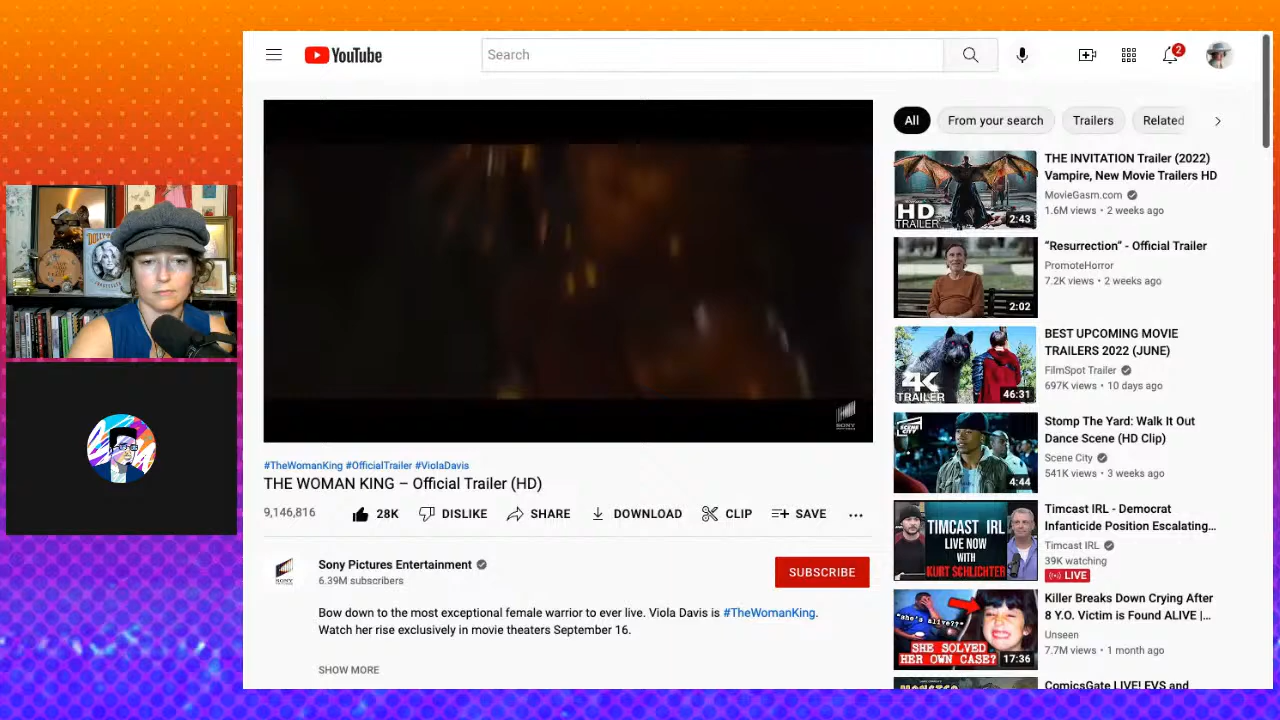 YouTube
Search
2
All
From your search
Trailers
Related
THE INVITATION Trailer (2022)
Vampire, New Movie Trailers HD
MovieGasm.com
1.6M views • 2 weeks ago
HD
TRAILER
2:43
“Resurrection” - Official Trailer
PromoteHorror
7.2K views • 2 weeks ago
2:02
BEST UPCOMING MOVIE
TRAILERS 2022 (JUNE)
FilmSpot Trailer
697K views • 10 days ago
4K
TRAILER
46:31
Stomp The Yard: Walk It Out
Dance Scene (HD Clip)
Scene City
541K views • 3 weeks ago
SCENE
CITY
4:44
SONY
#TheWomanKing #OfficialTrailer #ViolaDavis
THE WOMAN KING – Official Trailer (HD)
9,146,816
28K
DISLIKE
SHARE
DOWNLOAD
CLIP
SAVE
Timcast IRL - Democrat
Infanticide Position Escalating...
Timcast IRL
39K watching
LIVE
TIMCAST IRL
LIVE NOW
WITH
KURT SCHLICHTER
SONY
Sony Pictures Entertainment
6.39M subscribers
SUBSCRIBE
Bow down to the most exceptional female warrior to ever live. Viola Davis is #TheWomanKing.
Watch her rise exclusively in movie theaters September 16.
SHOW MORE
Killer Breaks Down Crying After
8 Y.O. Victim is Found ALIVE |...
Unseen
7.7M views • 1 month ago
"she's alive??"
SHE SOLVED
HER OWN CASE?
17:36
ComicsGate LIVE! EVS and
DOLLY